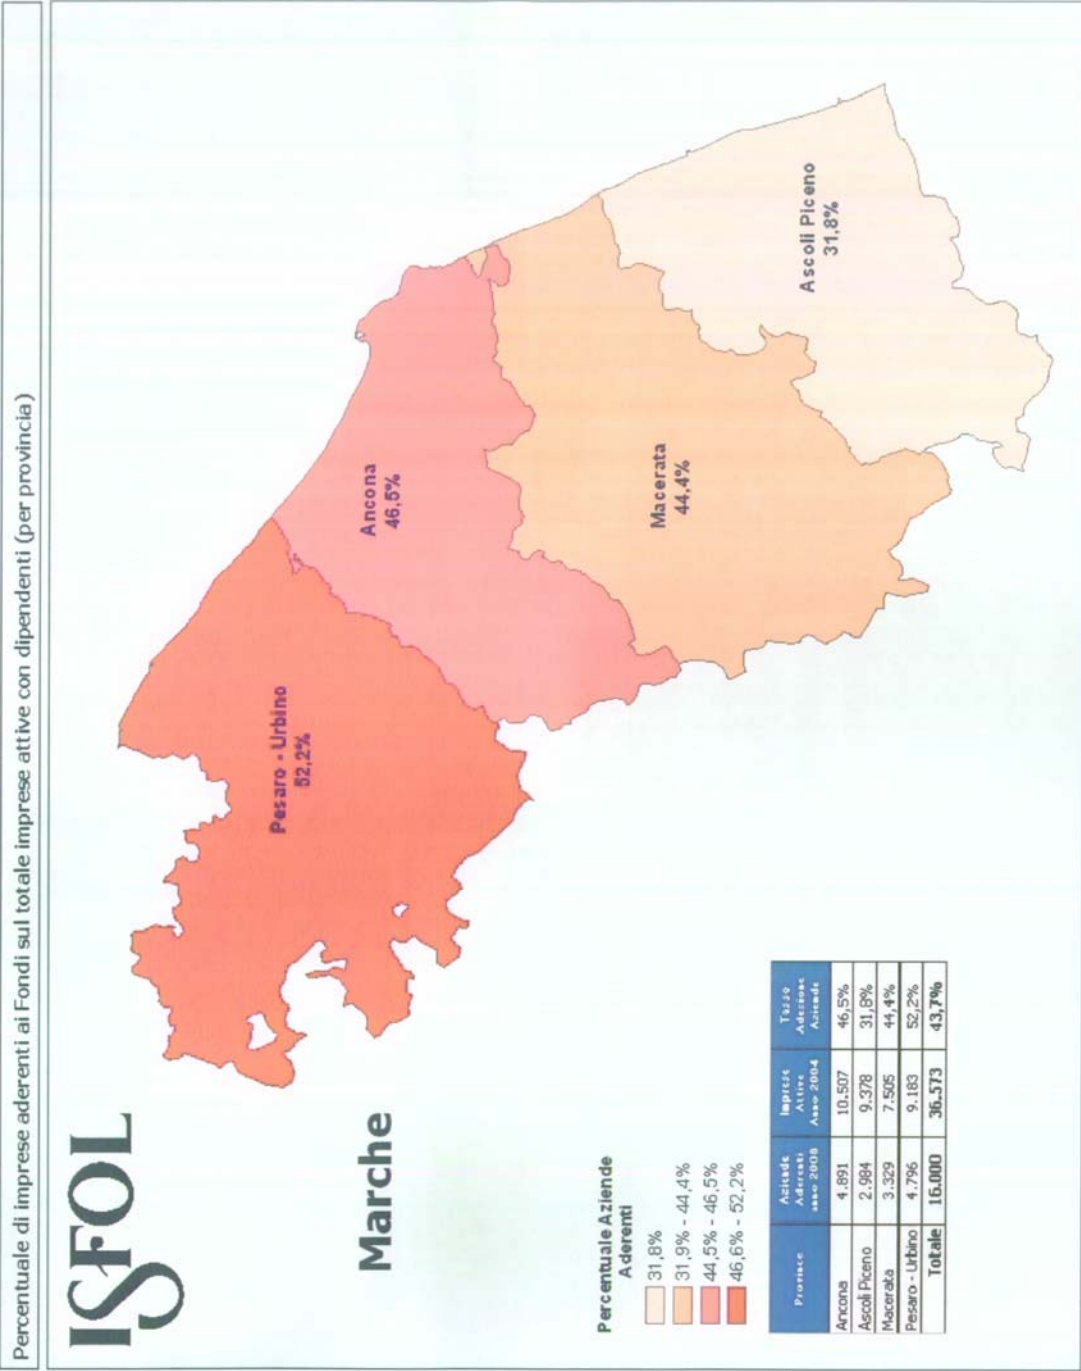 Percentuale di imprese aderenti ai Fondi sul totale imprese attive con dipendenti (per provincia)
ISFOL
Marche
Pesaro - Urbino
52,2%
Ancona
46,5%
Macerata
44,4%
Ascoli Piceno
31,8%
Percentuale Aziende
Aderenti
31,8%
31,9% - 44,4%
44,5% - 46,5%
46,6% - 52,2%
Province Aziende Aderenti anno 2008 Imprese Attive Anno 2004 Tasso Adesione Aziende
Ancona 4.891 10.507 46,5%
Ascoli Piceno 2.984 9.378 31,8%
Macerata 3.329 7.505 44,4%
Pesaro - Urbino 4.796 9.183 52,2%
Totale 16.000 36.573 43,7%